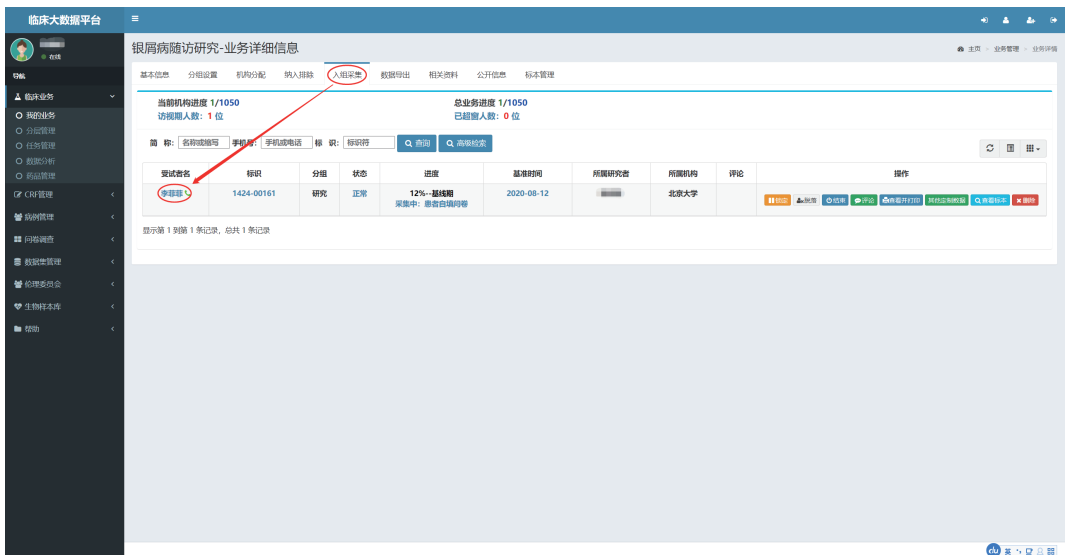 临床大数据平台
在线
导航
临床业务
我的业务
分层管理
任务管理
数据分析
药品管理
CRF管理
病例管理
问卷调查
数据集管理
伦理委员会
生物样本库
帮助
银屑病随访研究-业务详细信息
主页 > 业务管理 > 业务详情
基本信息 分组设置 机构分配 纳入排除 入组采集 数据导出 相关资料 公开信息 标本管理
当前机构进度 1/1050 总业务进度 1/1050
访视期人数: 1 位 已超窗人数: 0 位
简 称: 名称或缩写 手机号: 手机或电话 标 识: 标识符 查询 高级检索
受试者名 标识 分组 状态 进度 基准时间 所属研究者 所属机构 评论 操作
李菲菲 1424-00161 研究 正常 12%--基线期 2020-08-12 北京大学
采集中: 患者自填问卷
结束 评论 查看并打印 其他定制数据 查看标本 删除
显示第 1 到第 1 条记录, 总共 1 条记录
du 英